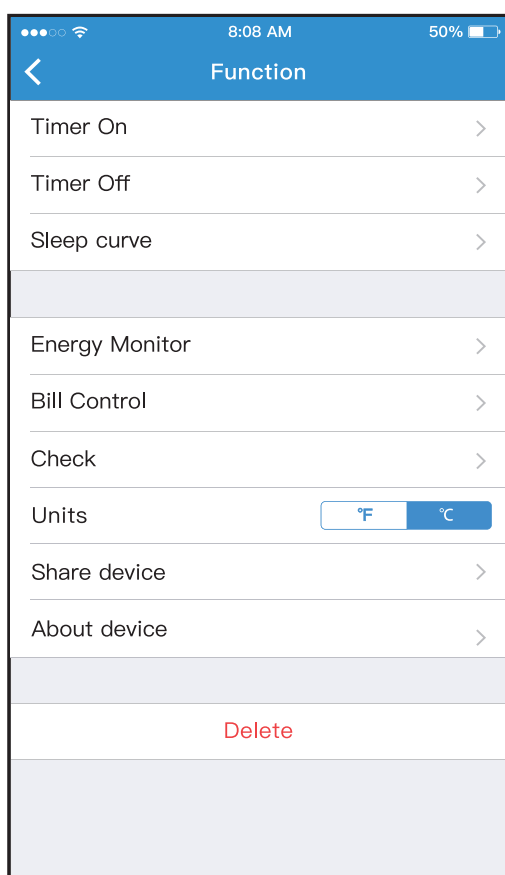 8:08 AM 50%
Function
Timer On
Timer Off
Sleep curve
Energy Monitor
Bill Control
Check
Units °F °C
Share device
About device
Delete